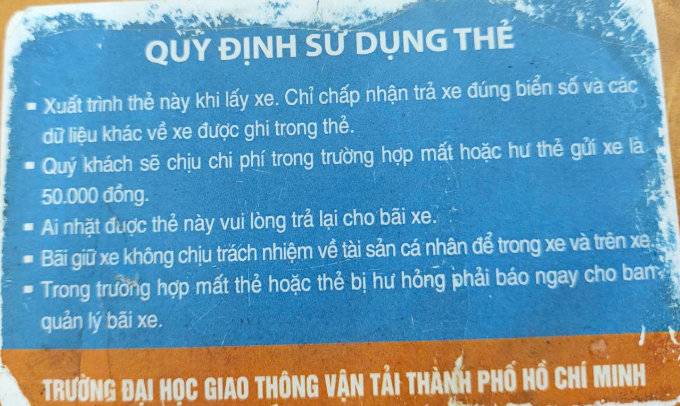 QUY ĐỊNH SỬ DỤNG THẺ
▪ Xuất trình thẻ này khi lấy xe. Chỉ chấp nhận trả xe đúng biển số và các
dữ liệu khác về xe được ghi trong thẻ.
▪ Quý khách sẽ chịu chi phí trong trường hợp mất hoặc hư thẻ gửi xe là
50.000 đồng.
▪ Ai nhặt được thẻ này vui lòng trả lại cho bãi xe.
▪ Bãi giữ xe không chịu trách nhiệm về tài sản cá nhân để trong xe và trên xe.
▪ Trong trường hợp mất thẻ hoặc thẻ bị hư hỏng phải báo ngay cho ban
quản lý bãi xe.
TRƯỜNG ĐẠI HỌC GIAO THÔNG VẬN TẢI THÀNH PHỐ HỒ CHÍ MINH